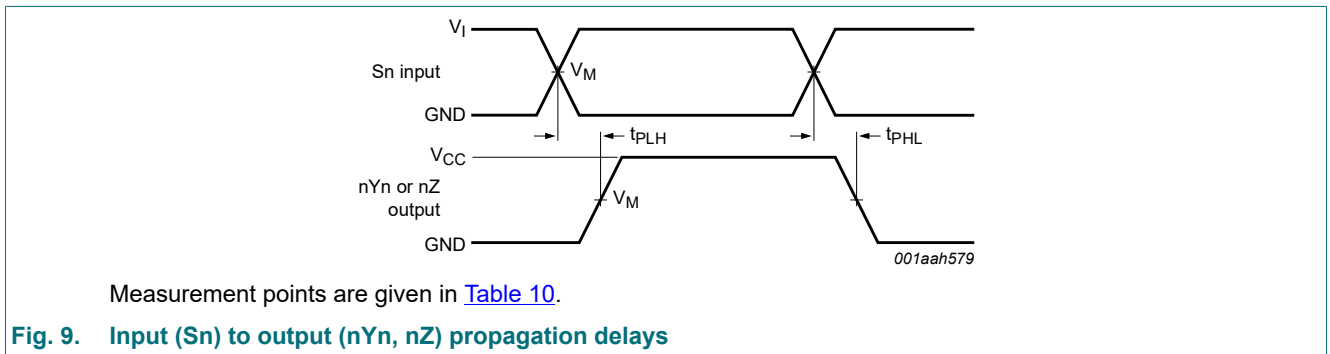 VI
Sn input
VM
GND
tPLH
tPHL
VCC
nYn or nZ
output
VM
GND
001aah579
Measurement points are given in Table 10.
Fig. 9. Input (Sn) to output (nYn, nZ) propagation delays